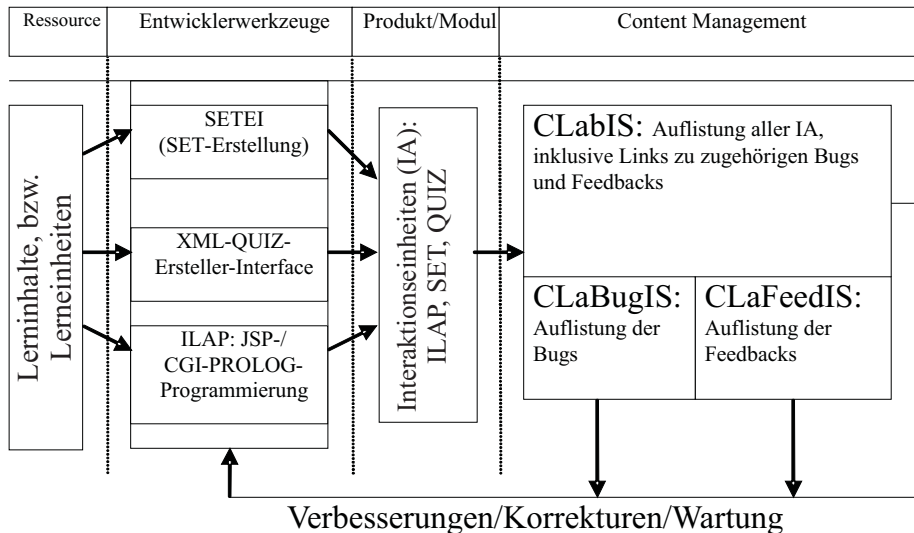 Ressource
Entwicklerwerkzeuge
Produkt/Modul
Content Management
Lerninhalte, bzw.
Lerneinheiten
SETEI
(SET-Erstellung)
XML-QUIZ-
Ersteller-Interface
ILAP: JSP-/
CGI-PROLOG-
Programmierung
Interaktionseinheiten (IA):
ILAP, SET, QUIZ
CLabIS: Auflistung aller IA,
inklusive Links zu zugehörigen Bugs
und Feedbacks
CLaBugIS:
Auflistung der
Bugs
CLaFeedIS:
Auflistung der
Feedbacks
Verbesserungen/Korrekturen/Wartung